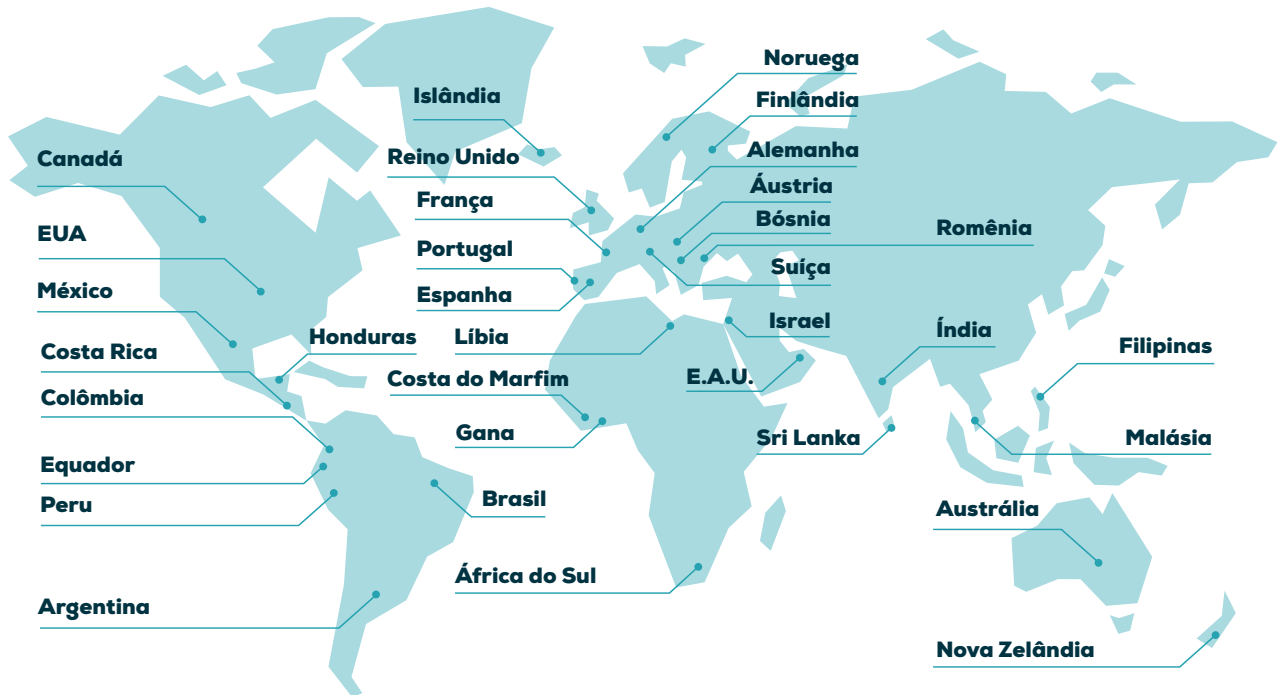 Noruega
Islândia
Finlândia
Canadá
Reino Unido
Alemanha
França
Áustria
EUA
Bósnia
Romênia
Portugal
Suíça
México
Espanha
Honduras
Líbia
Israel
Índia
Costa Rica
Filipinas
Costa do Marfim
E.A.U.
Colômbia
Gana
Sri Lanka
Malásia
Equador
Peru
Brasil
Austrália
África do Sul
Argentina
Nova Zelândia